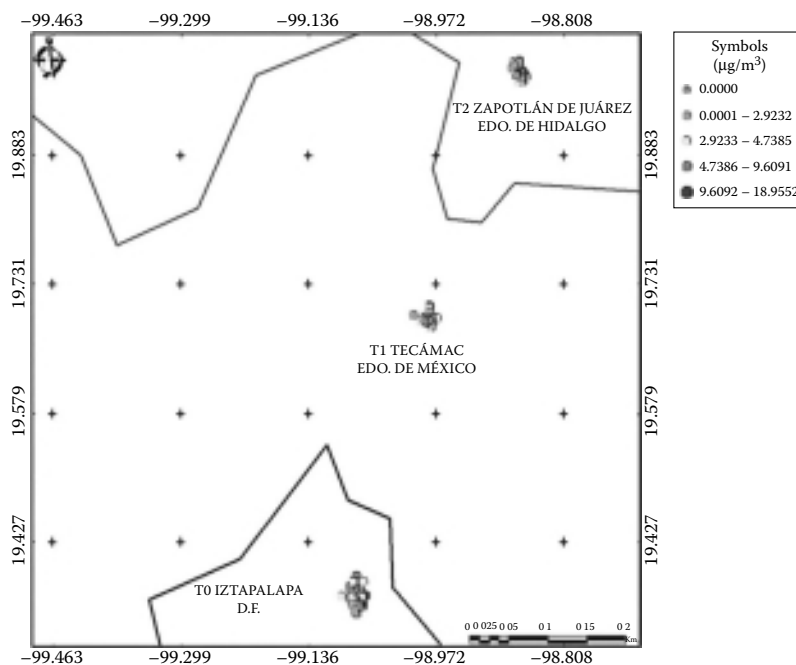 −99.463 −99.299 −99.136 −98.972 −98.808
Symbols
(μg/m³)
0.0000
0.0001 – 2.9232
2.9233 – 4.7385
4.7386 – 9.6091
9.6092 – 18.9552
T2 ZAPOTLÁN DE JUÁREZ
EDO. DE HIDALGO
19.883 19.883
19.731 19.731
T1 TECÁMAC
EDO. DE MÉXICO
19.579 19.579
19.427 19.427
T0 IZTAPALAPA
D.F.
0 0 025 0 05 0 1 0 15 0 2
Km.
−99.463 −99.299 −99.136 −98.972 −98.808